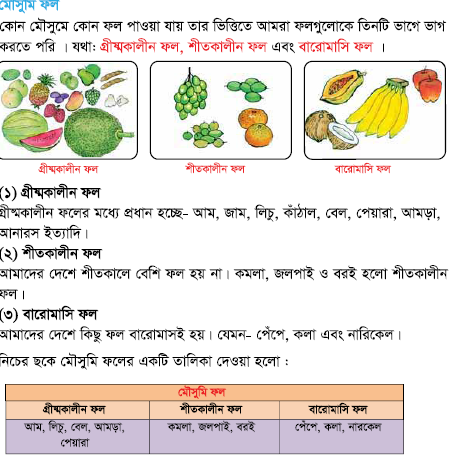 মৌসুমি ফল
কোন মৌসুমে কোন ফল পাওয়া যায় তার ভিত্তিতে আমরা ফলগুলোকে তিনটি ভাগে ভাগ
করতে পরি । যথা: গ্রীষ্মকালীন ফল, শীতকালীন ফল এবং বারোমাসি ফল ।
গ্রীষ্মকালীন ফল শীতকালীন ফল বারোমাসি ফল
(১) গ্রীষ্মকালীন ফল
গ্রীষ্মকালীন ফলের মধ্যে প্রধান হচ্ছে- আম, জাম, লিচু, কাঁঠাল, বেল, পেয়ারা, আমড়া,
আনারস ইত্যাদি।
(২) শীতকালীন ফল
আমাদের দেশে শীতকালে বেশি ফল হয় না। কমলা, জলপাই ও বরই হলো শীতকালীন
ফল।
(৩) বারোমাসি ফল
আমাদের দেশে কিছু ফল বারোমাসই হয়। যেমন- পেঁপে, কলা এবং নারিকেল।
নিচের ছকে মৌসুমি ফলের একটি তালিকা দেওয়া হলো :
মৌসুমি ফল
গ্রীষ্মকালীন ফল শীতকালীন ফল বারোমাসি ফল
আম, লিচু, বেল, আমড়া, কমলা, জলপাই, বরই পেঁপে, কলা, নারকেল
পেয়ারা